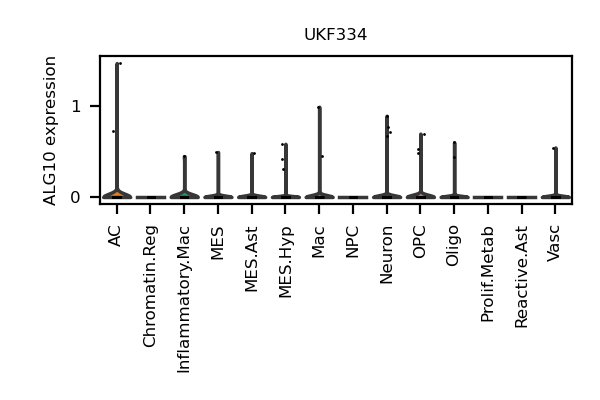 UKF334
ALG10 expression
1
0
AC
Chromatin.Reg
Inflammatory.Mac
MES
MES.Ast
MES.Hyp
Mac
NPC
Neuron
OPC
Oligo
Prolif.Metab
Reactive.Ast
Vasc